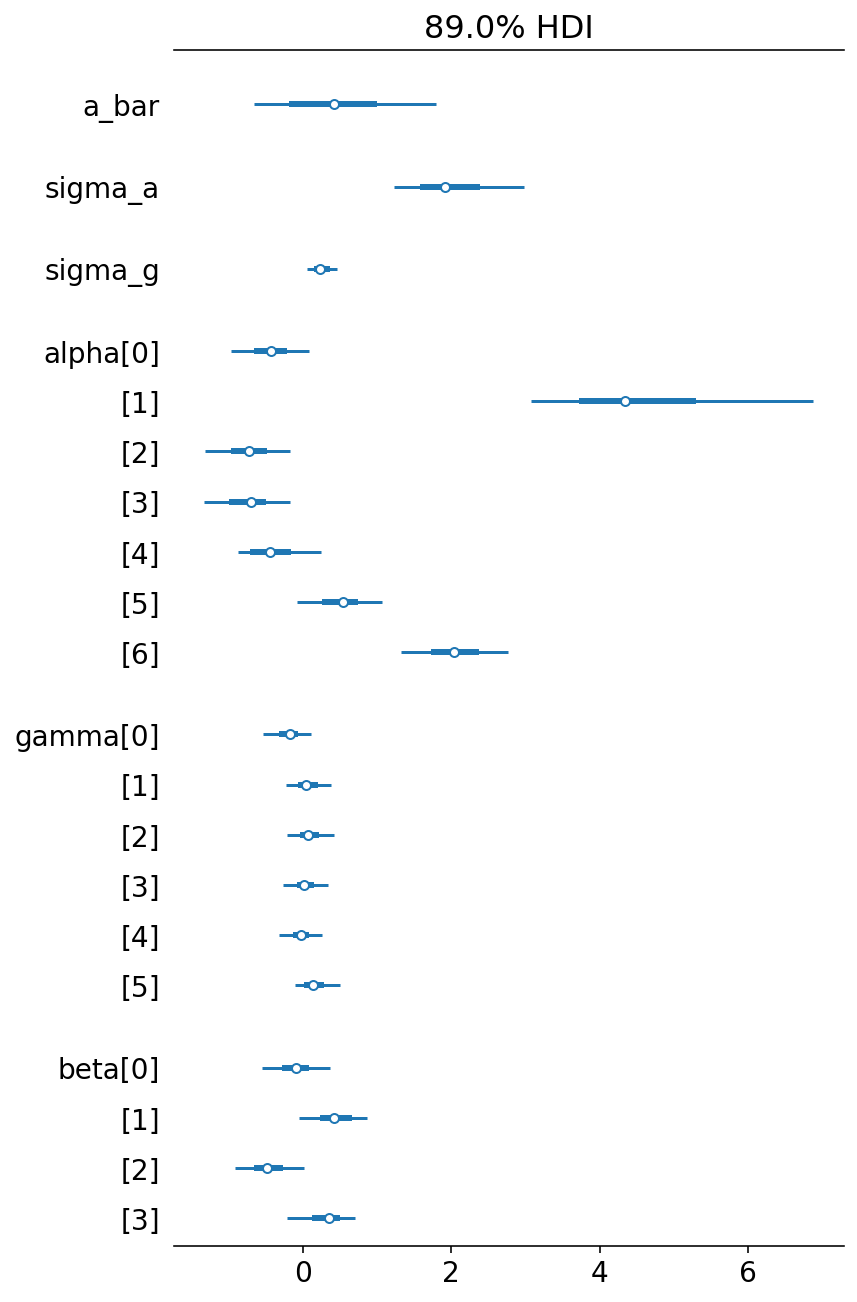 89.0% HDI
a_bar
sigma_a
sigma_g
alpha[0]
[1]
[2]
[3]
[4]
[5]
[6]
gamma[0]
[1]
[2]
[3]
[4]
[5]
beta[0]
[1]
[2]
[3]
0 2 4 6